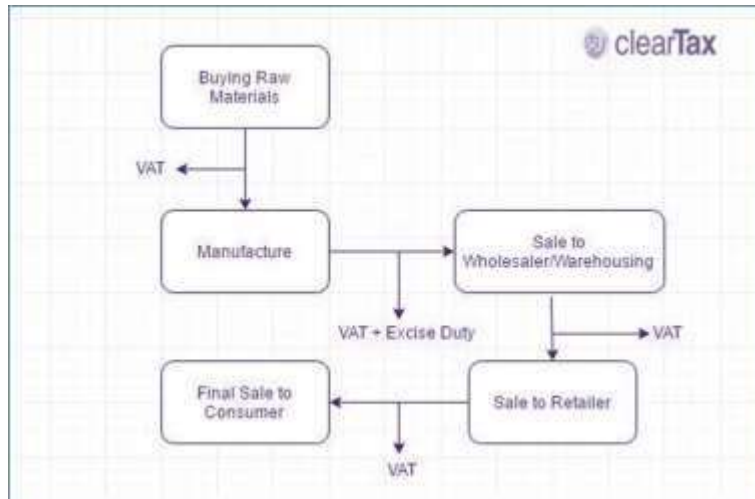 clearTax
Buying Raw
Materials
VAT
Manufacture
Sale to
Wholesaler/Warehousing
VAT + Excise Duty
VAT
Final Sale to
Consumer
Sale to Retailer
VAT